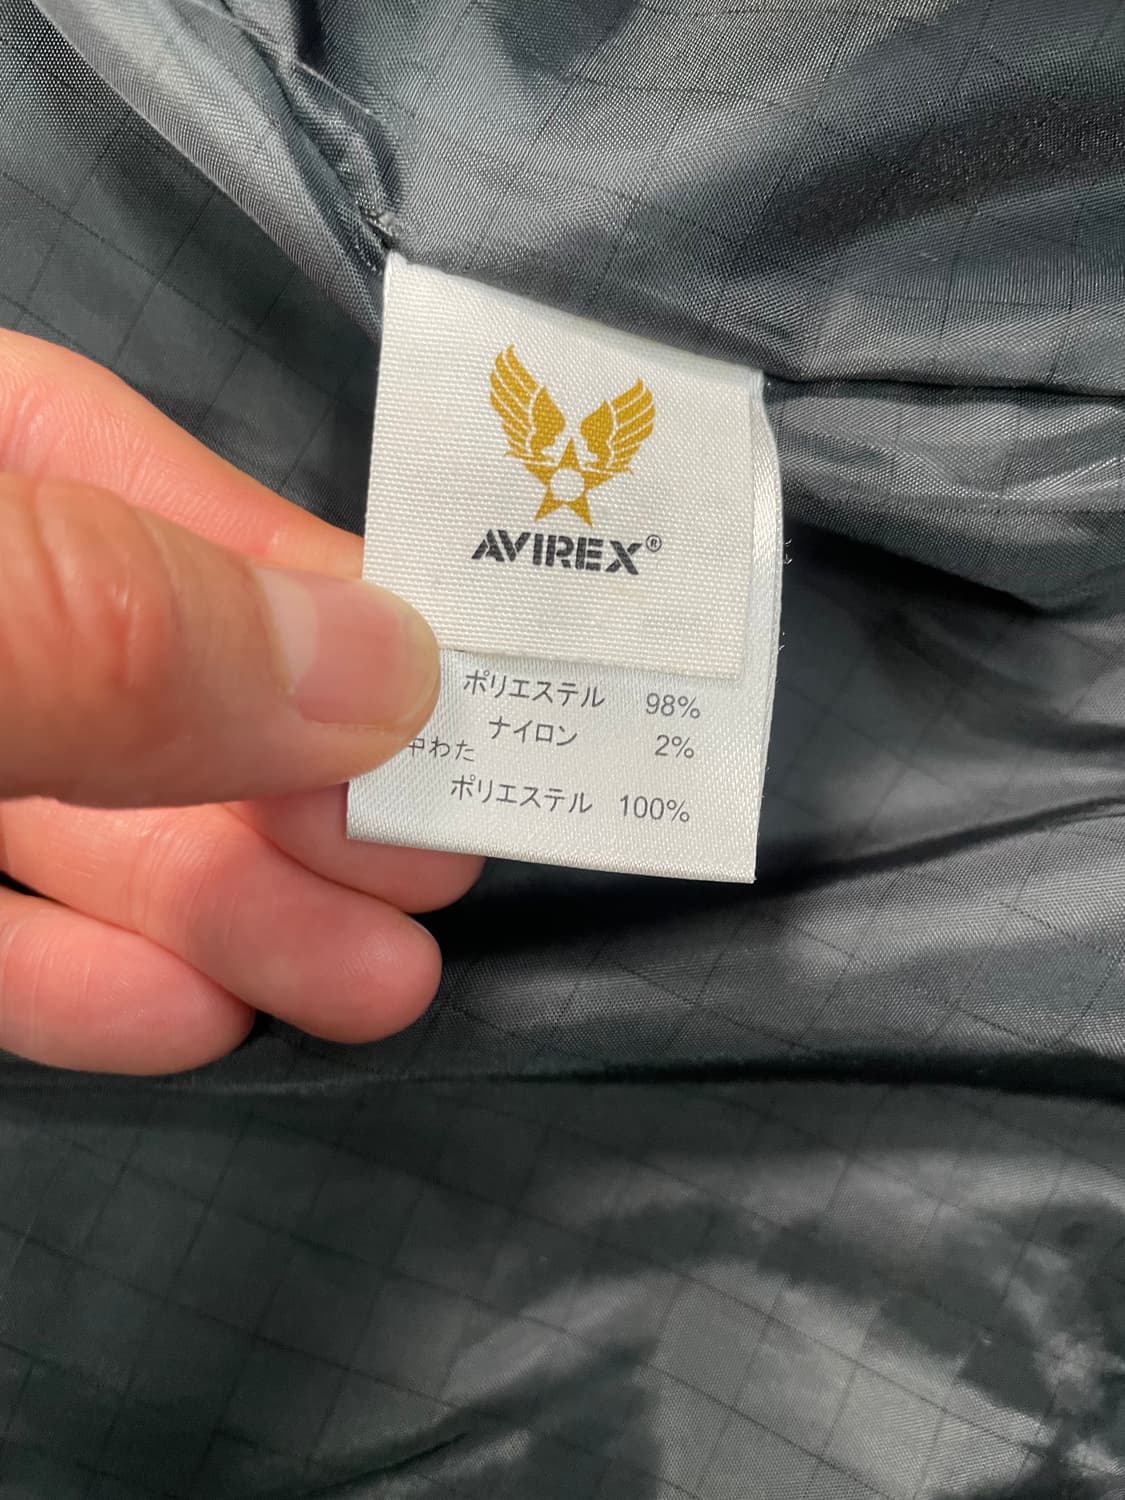 AVIREX®
ポリエステル 98%
ナイロン 2%
中わた
ポリエステル 100%